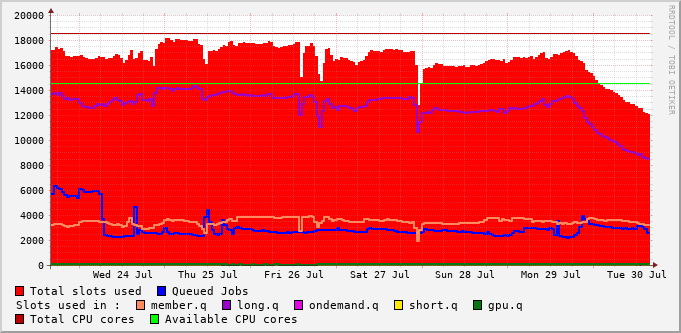 20000
18000
16000
14000
12000
10000
8000
6000
4000
2000
0
Wed 24 Jul Thu 25 Jul Fri 26 Jul Sat 27 Jul Sun 28 Jul Mon 29 Jul Tue 30 Jul
Total slots used Queued Jobs
Slots used in : member.q long.q ondemand.q short.q gpu.q
Total CPU cores Available CPU cores
RRDTOOL / TOBI OETIKER